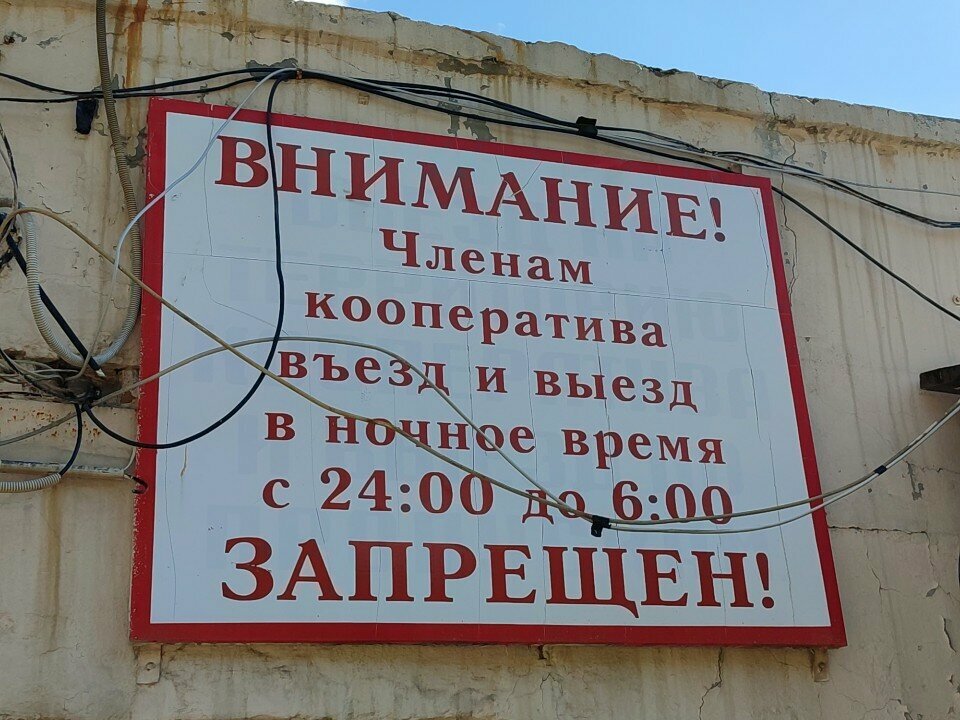 ВНИМАНИЕ!
Членам
кооператива
въезд и выезд
в ночное время
с 24:00 до 6:00
ЗАПРЕЩЕН!